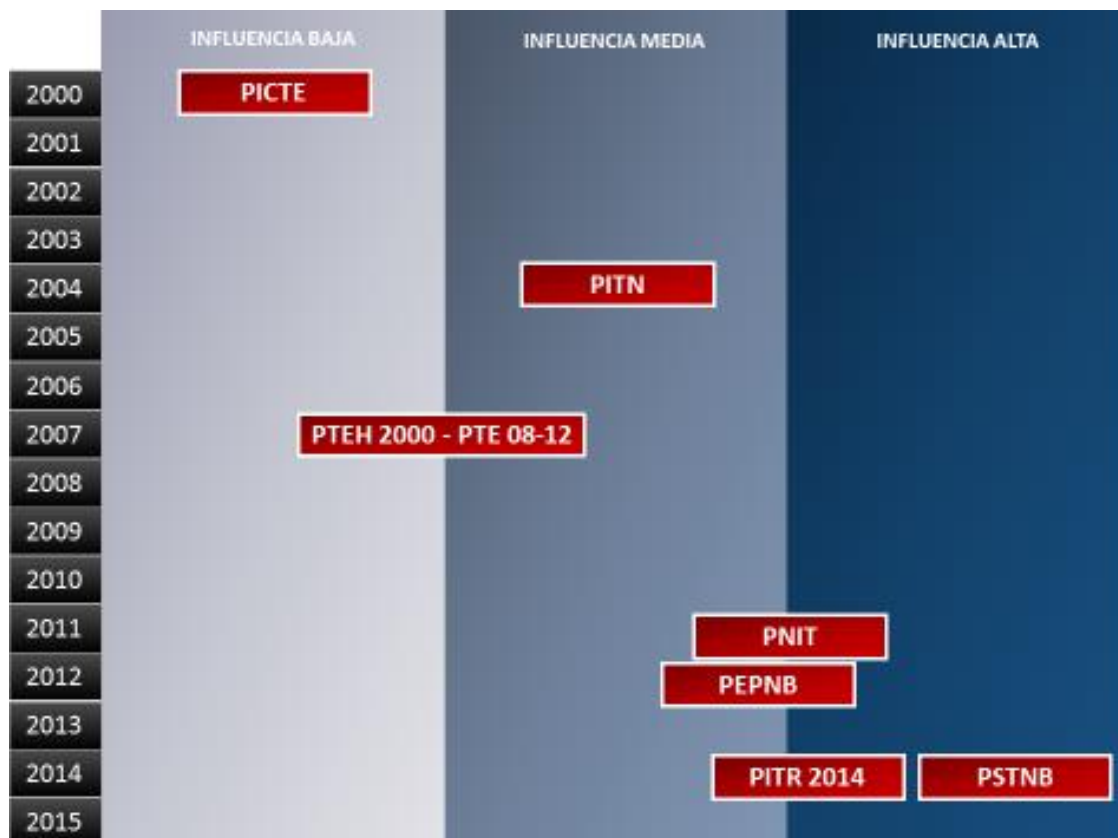 INFLUENCIA BAJA INFLUENCIA MEDIA INFLUENCIA ALTA
2000 PICTE
2001
2002
2003
2004 PITN
2005
2006
2007 PTEH 2000 - PTE 08-12
2008
2009
2010
2011 PNIT
2012 PEPNB
2013
2014 PITR 2014 PSTNB
2015